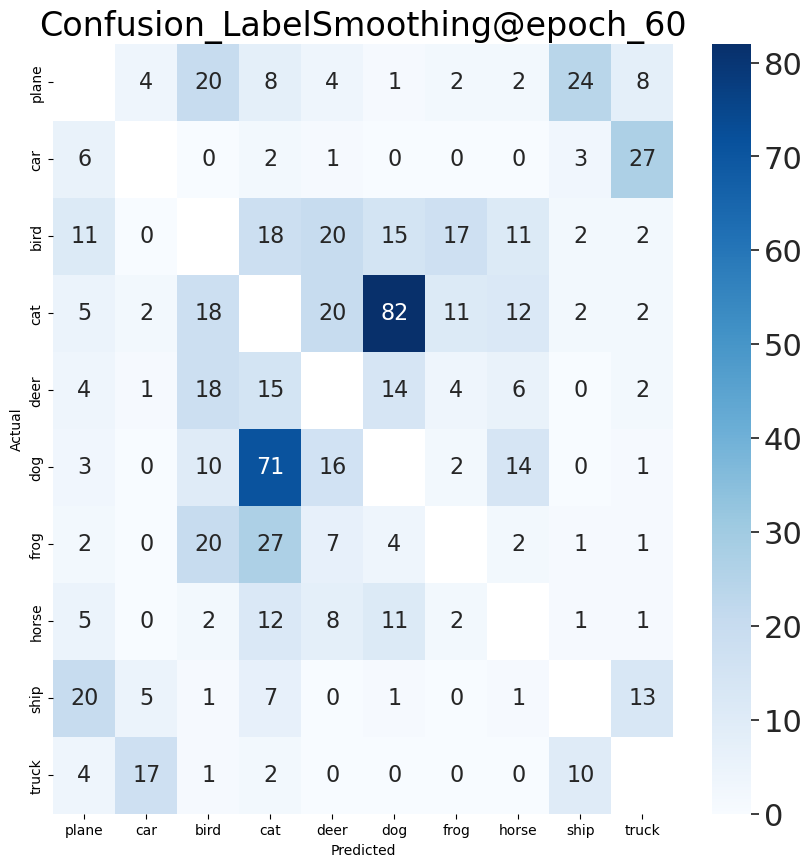 Confusion_LabelSmoothing@epoch_60
plane 4 20 8 4 1 2 2 24 8
car 6 0 2 1 0 0 0 3 27
bird 11 0 18 20 15 17 11 2 2
cat 5 2 18 20 82 11 12 2 2
deer 4 1 18 15 14 4 6 0 2
dog 3 0 10 71 16 2 14 0 1
frog 2 0 20 27 7 4 2 1 1
horse 5 0 2 12 8 11 2 1 1
ship 20 5 1 7 0 1 0 1 13
truck 4 17 1 2 0 0 0 0 10
Actual
plane car bird cat deer dog frog horse ship truck
Predicted
80
70
60
50
40
30
20
10
0